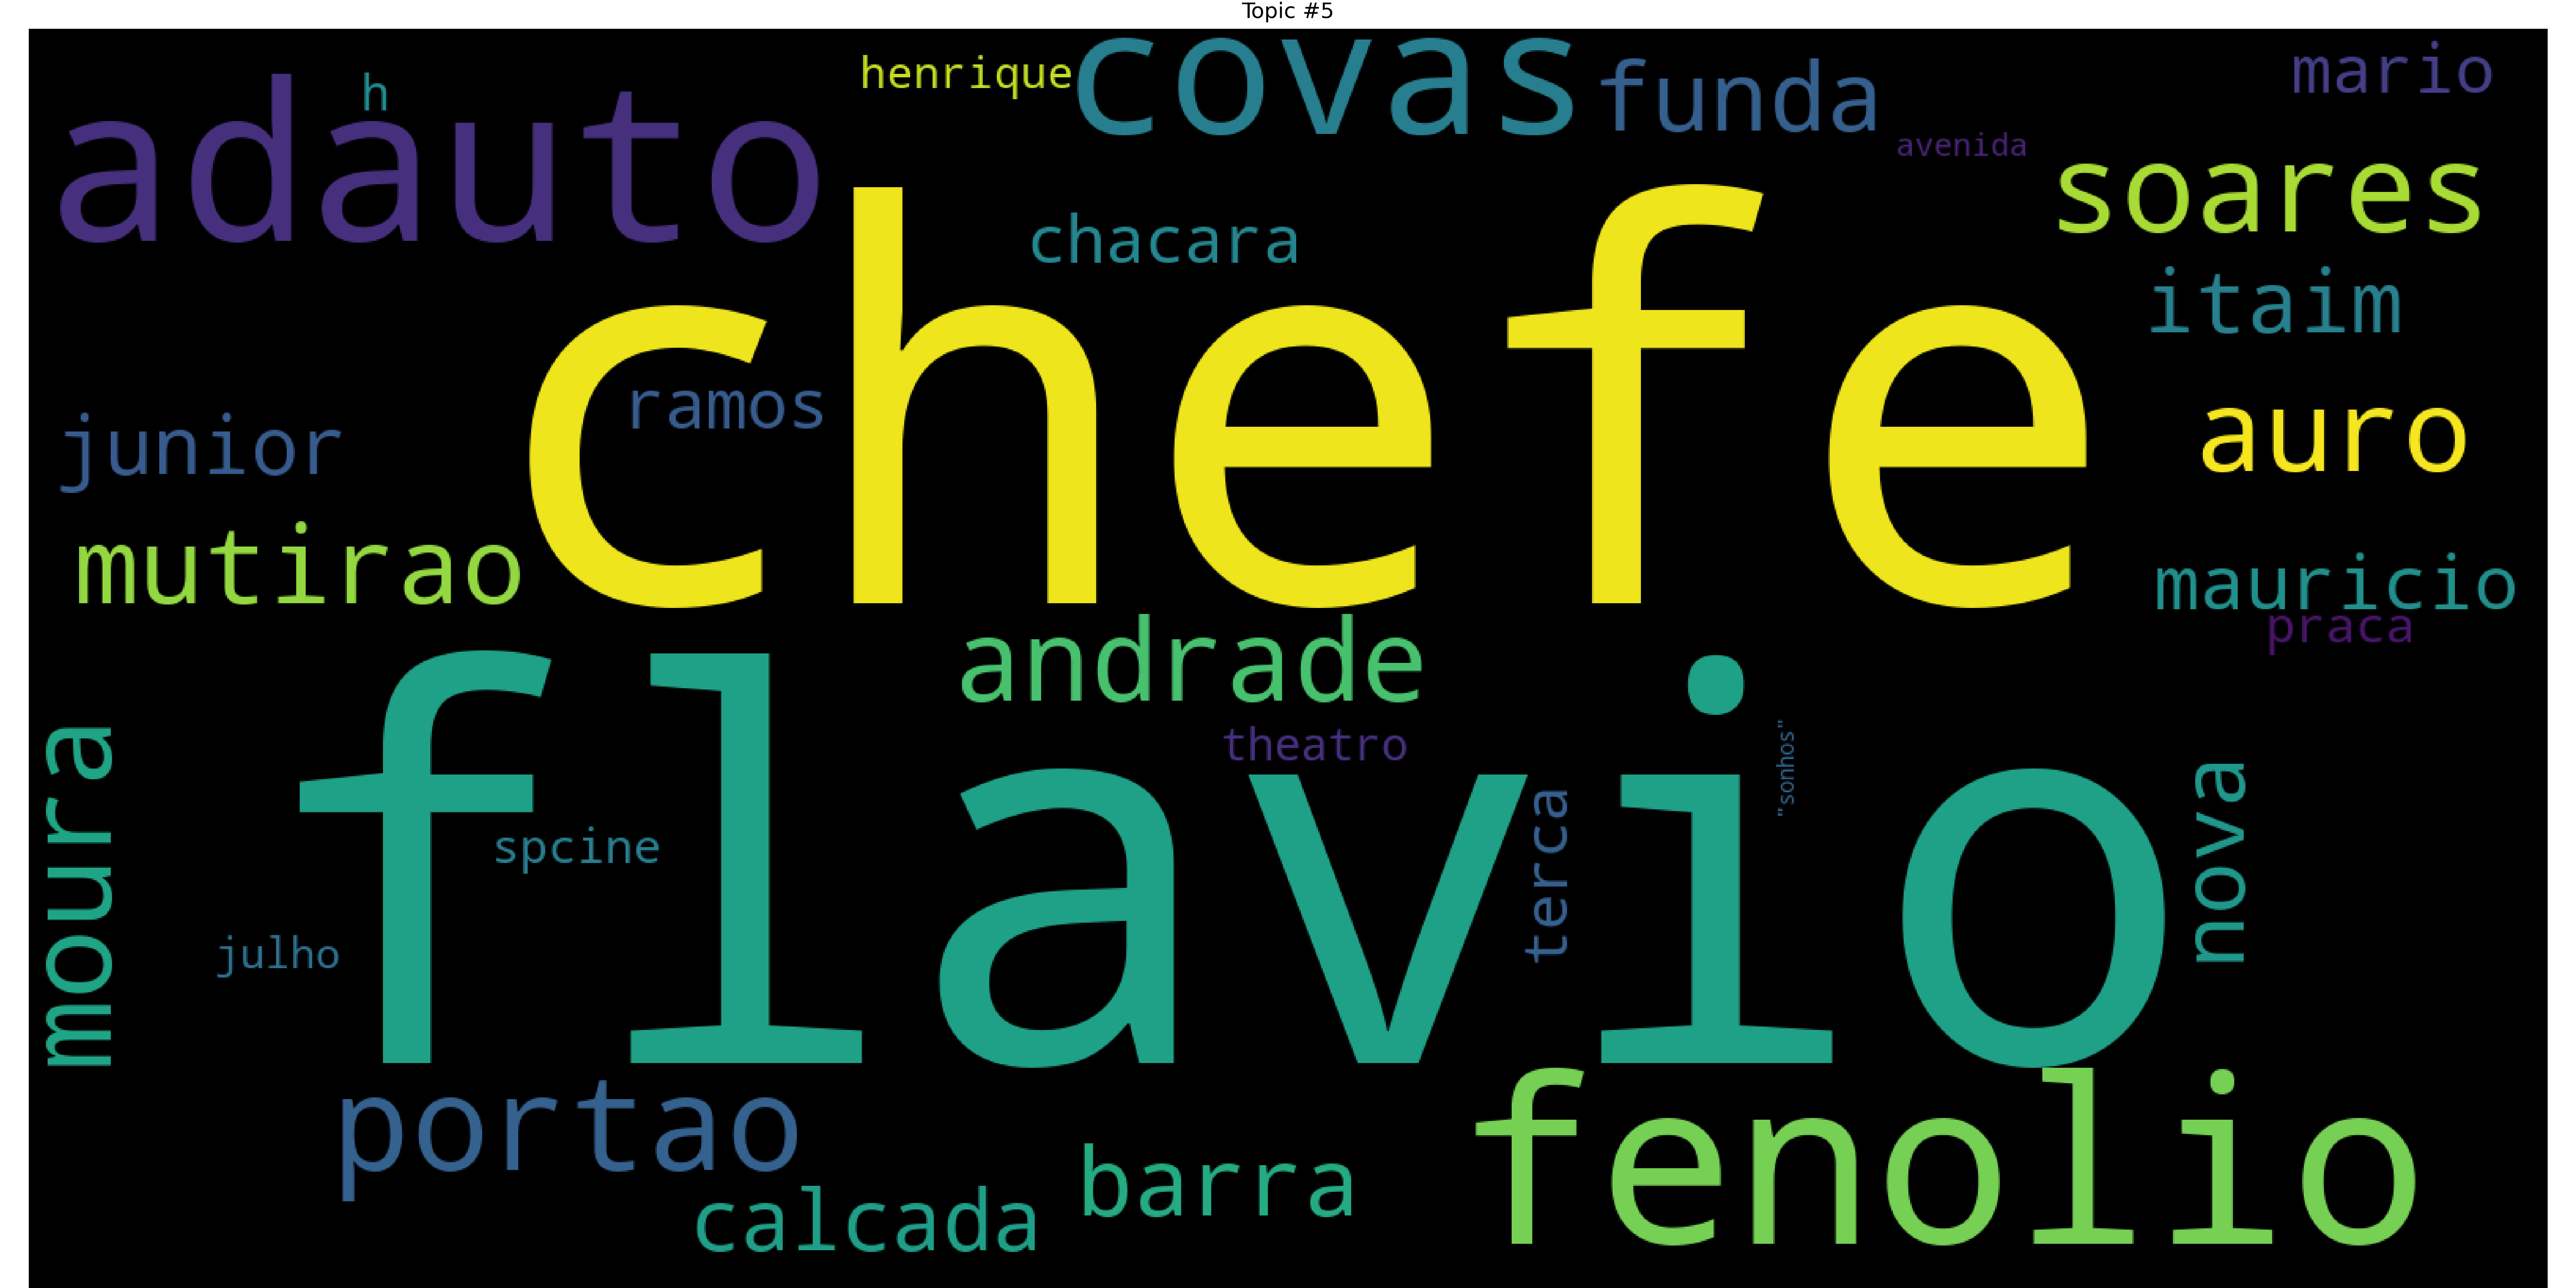 Topic #5
henrique
covas
funda
mario
adauto
h
avenida
soares
chacara
chefe
itaim
ramos
junior
auro
mutirao
mauricio
praca
andrade
flavio
moura
theatro
"sonhos"
terca
nova
spcine
julho
portao
fenolio
barra
calcada